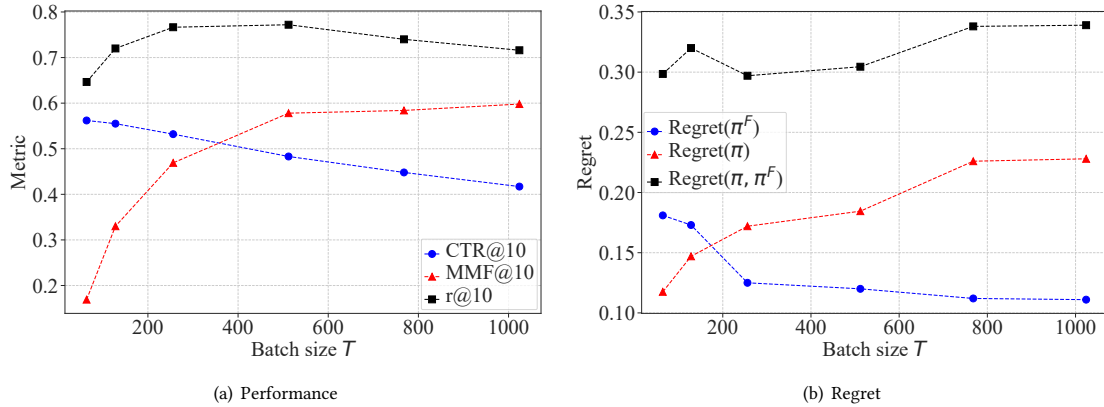 0.8
0.7
0.6
0.5
0.4
0.3
0.2
Metric
200
400
600
800
1000
Batch size T
CTR@10
MMF@10
r@10
(a) Performance
0.35
0.30
0.25
0.20
0.15
0.10
Regret
200
400
600
800
1000
Batch size T
Regret(π^F)
Regret(π)
Regret(π, π^F)
(b) Regret